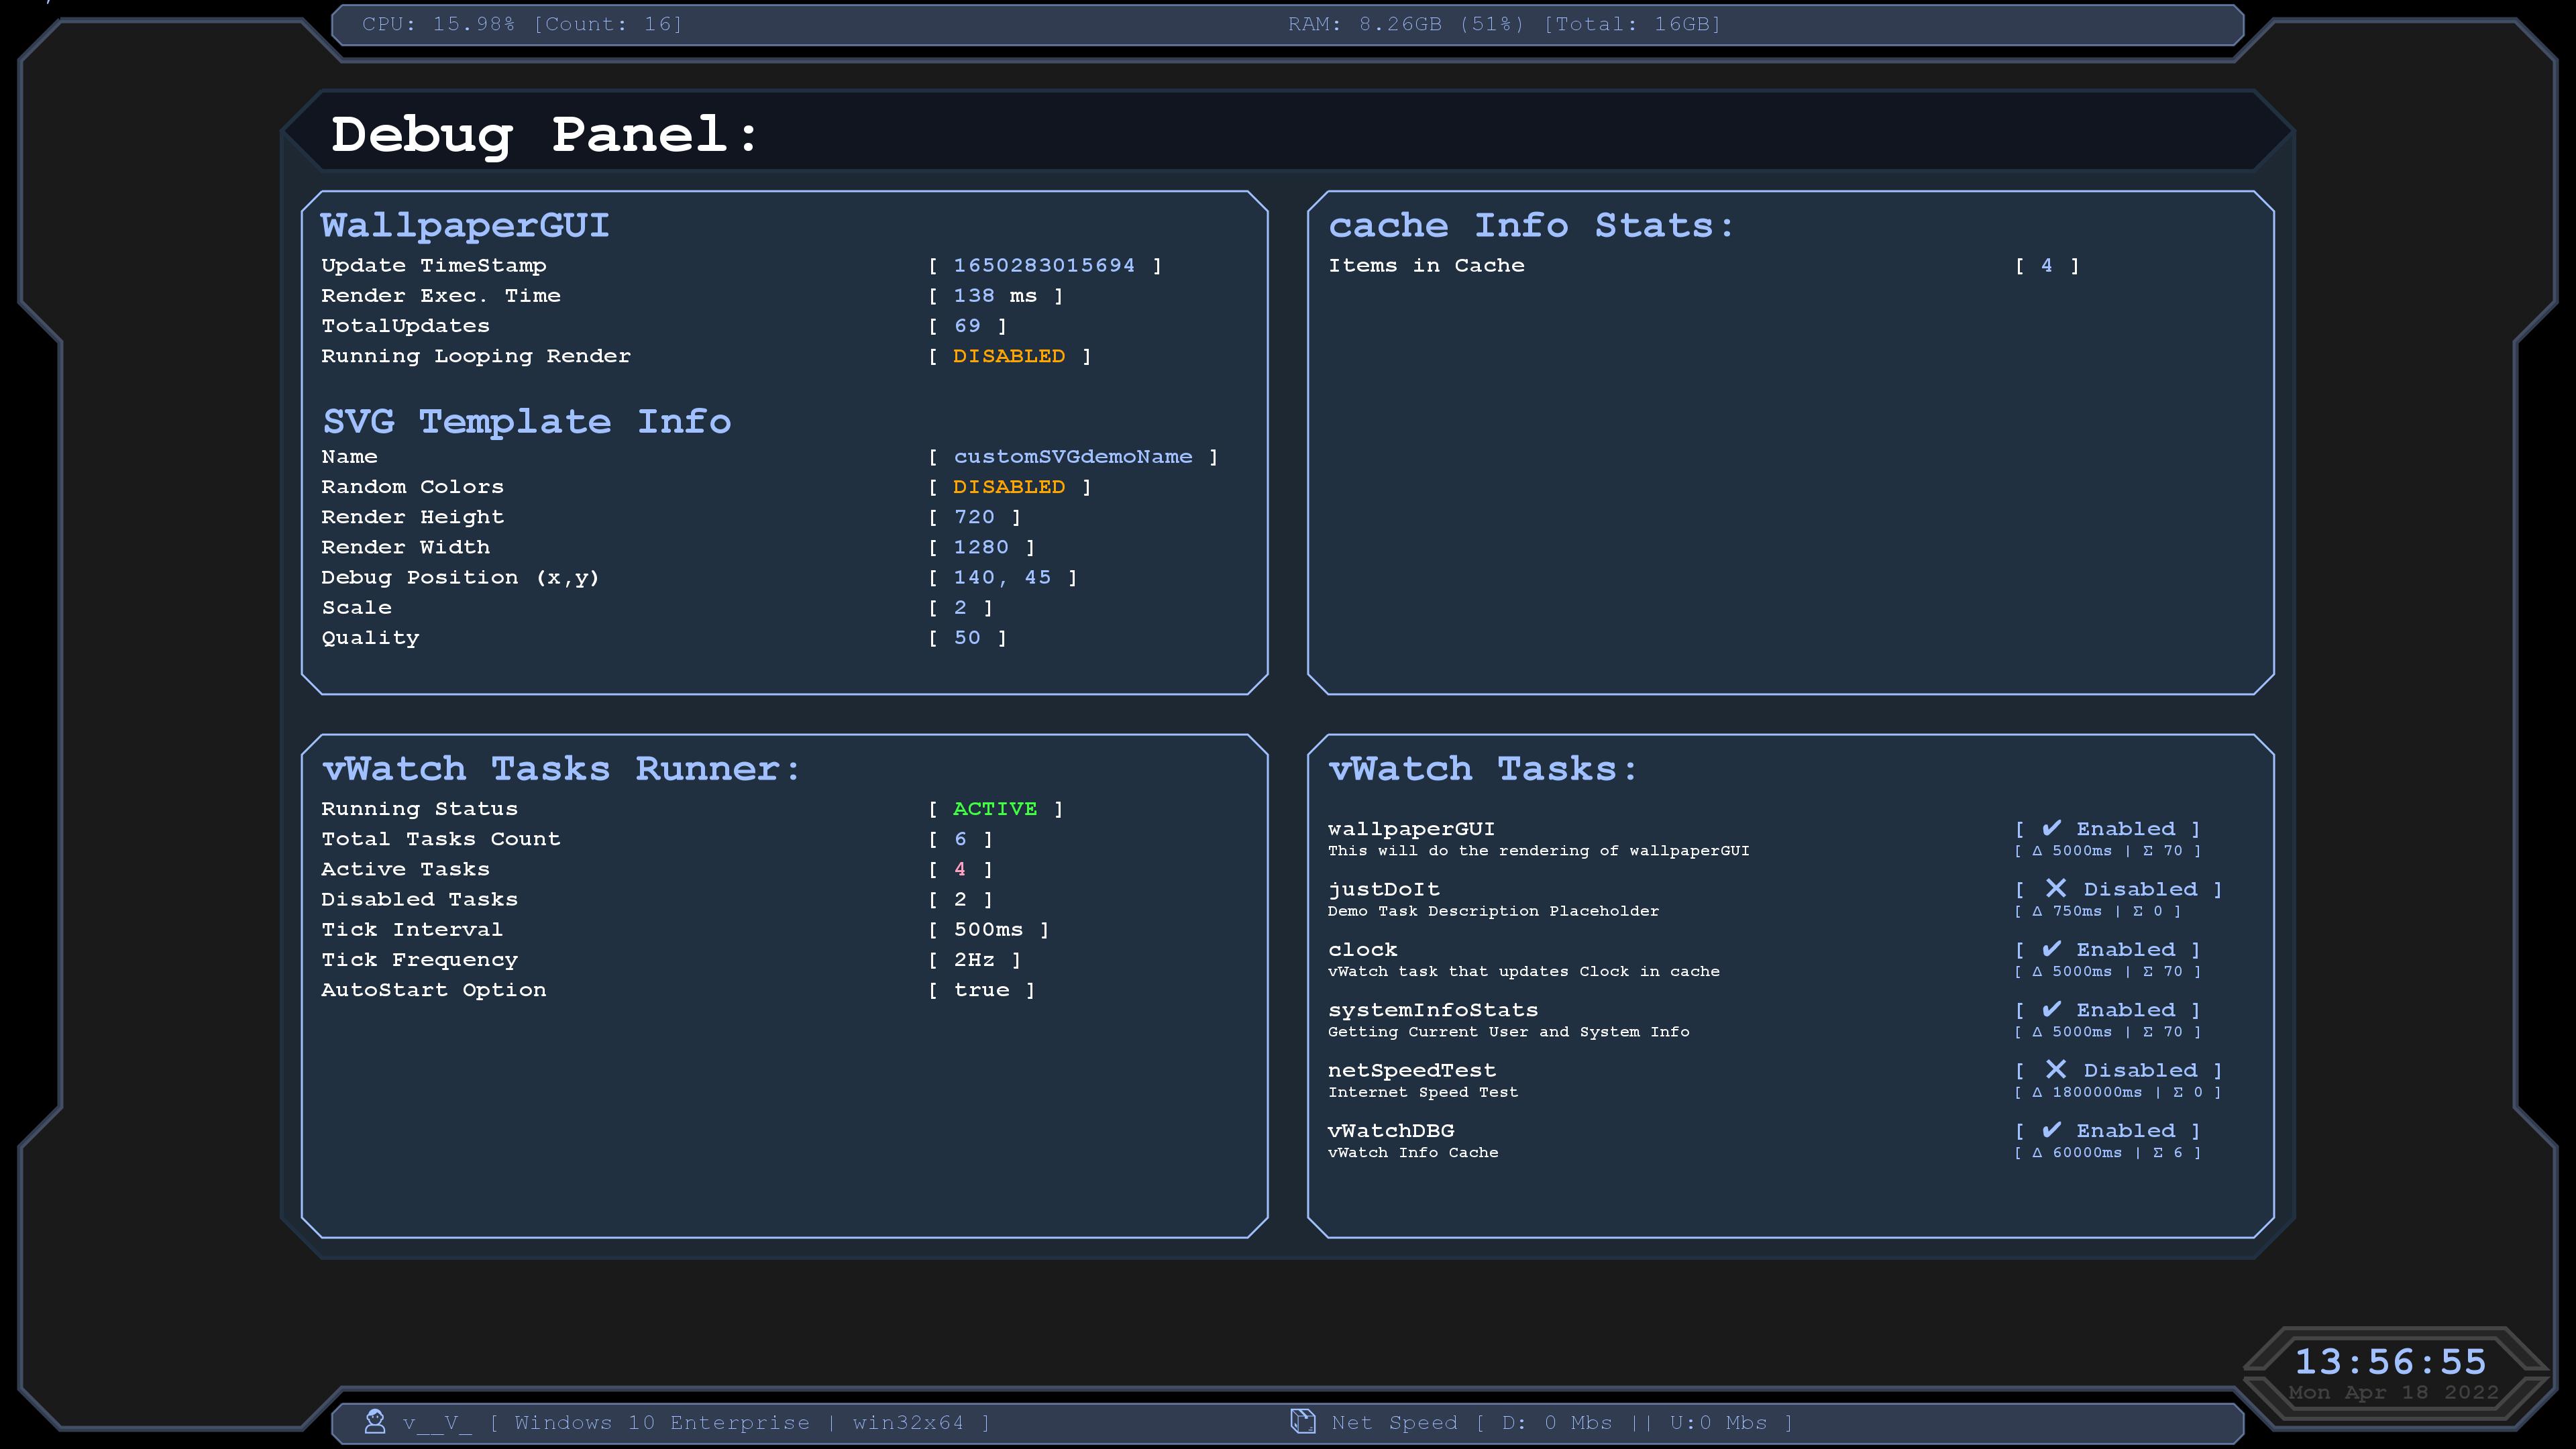 CPU: 15.98% [Count: 16]
RAM: 8.26GB (51%) [Total: 16GB]
Debug Panel:
WallpaperGUI
Update TimeStamp [ 1650283015694 ]
Render Exec. Time [ 138 ms ]
TotalUpdates [ 69 ]
Running Looping Render [ DISABLED ]
SVG Template Info
Name [ customSVGdemoName ]
Random Colors [ DISABLED ]
Render Height [ 720 ]
Render Width [ 1280 ]
Debug Position (x,y) [ 140, 45 ]
Scale [ 2 ]
Quality [ 50 ]
cache Info Stats:
Items in Cache [ 4 ]
vWatch Tasks Runner:
Running Status [ ACTIVE ]
Total Tasks Count [ 6 ]
Active Tasks [ 4 ]
Disabled Tasks [ 2 ]
Tick Interval [ 500ms ]
Tick Frequency [ 2Hz ]
AutoStart Option [ true ]
vWatch Tasks:
wallpaperGUI [ ✔ Enabled ]
This will do the rendering of wallpaperGUI [ Δ 5000ms | Σ 70 ]
justDoIt [ ✕ Disabled ]
Demo Task Description Placeholder [ Δ 750ms | Σ 0 ]
clock [ ✔ Enabled ]
vWatch task that updates Clock in cache [ Δ 5000ms | Σ 70 ]
systemInfoStats [ ✔ Enabled ]
Getting Current User and System Info [ Δ 5000ms | Σ 70 ]
netSpeedTest [ ✕ Disabled ]
Internet Speed Test [ Δ 1800000ms | Σ 0 ]
vWatchDBG [ ✔ Enabled ]
vWatch Info Cache [ Δ 60000ms | Σ 6 ]
13:56:55
Mon Apr 18 2022
v__V_ [ Windows 10 Enterprise | win32x64 ]
Net Speed [ D: 0 Mbs || U:0 Mbs ]